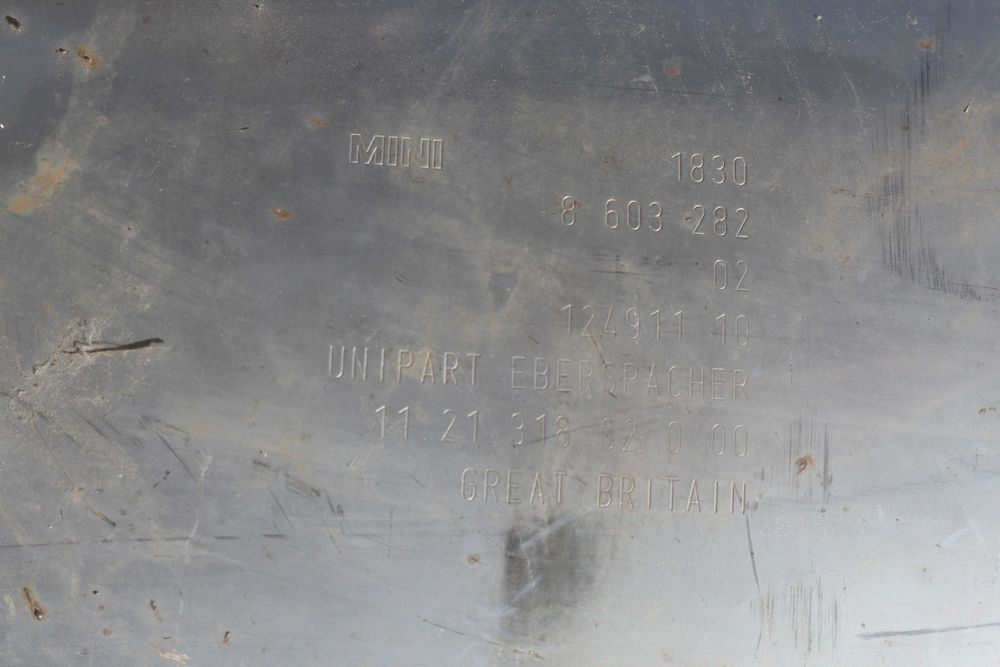 MINI 1830
8 603 282
02
124911 10
UNIPART EBERSPACHER
11 21 318 02 0 00
GREAT BRITAIN